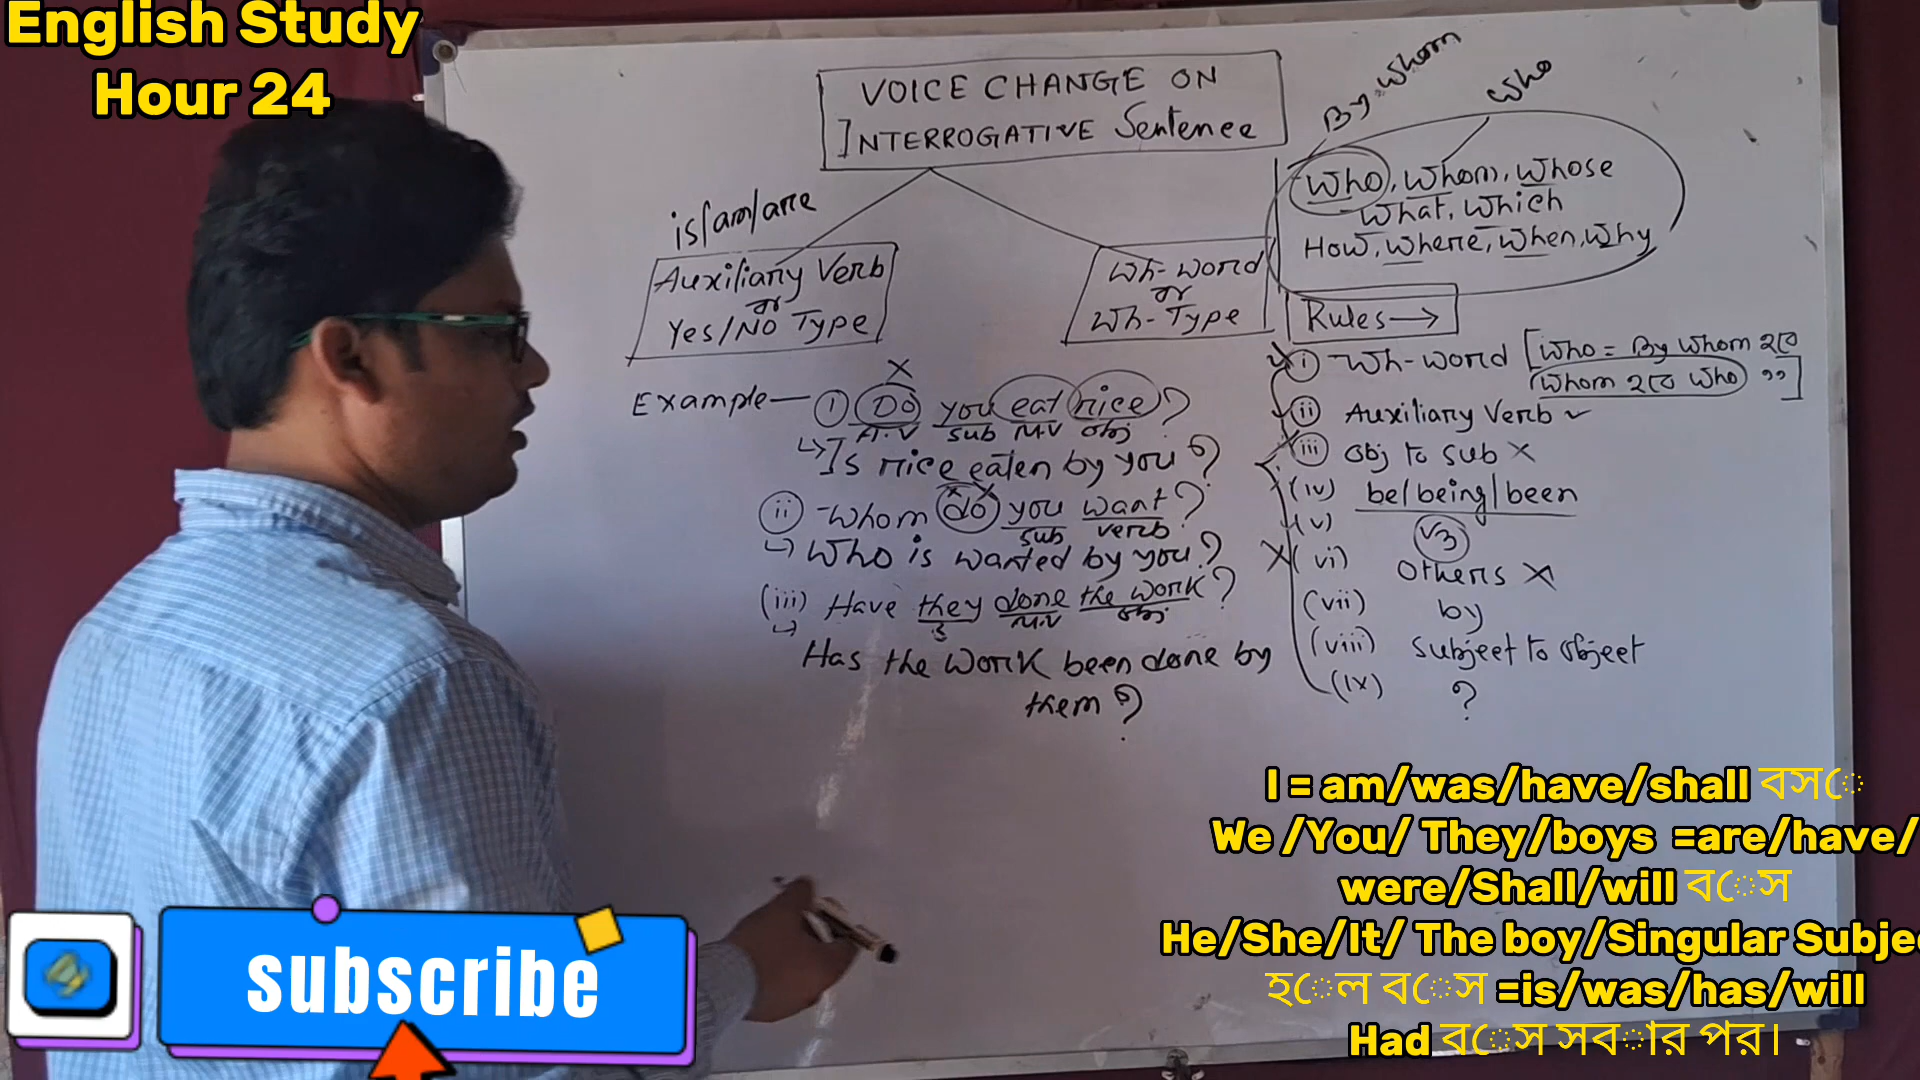 English Study
Hour 24
VOICE CHANGE ON
INTERROGATIVE Sentence
By whom
Who
Who, Whom, Whose
What, Which
How, Where, When, Why
is/am/are
Auxiliary Verb
or
Yes/NO Type
Wh-word
or
Wh-Type
Rules→
i) Wh-word [Who = By whom হবে
Whom হবে Who ,,]
ii) Auxiliary Verb ✓
iii) Obj to sub X
(iv) be/being/been
(v) V3
(vi) Others X
(vii) by
(viii) Subject to Object
(ix) ?
X
Example— 1) Do you eat rice?
A.V sub M.V obj
↳ Is rice eaten by you?
ii) Whom do you want?
sub verb
↳ Who is wanted by you?
(iii) Have they done the work?
S M.V obj
↳
Has the work been done by
them?
I = am/was/have/shall বসে
We /You/ They/boys =are/have/
were/Shall/will বেস
He/She/It/ The boy/Singular Subje
হেল বেস =is/was/has/will
Had বেস সবার পর।
subscribe